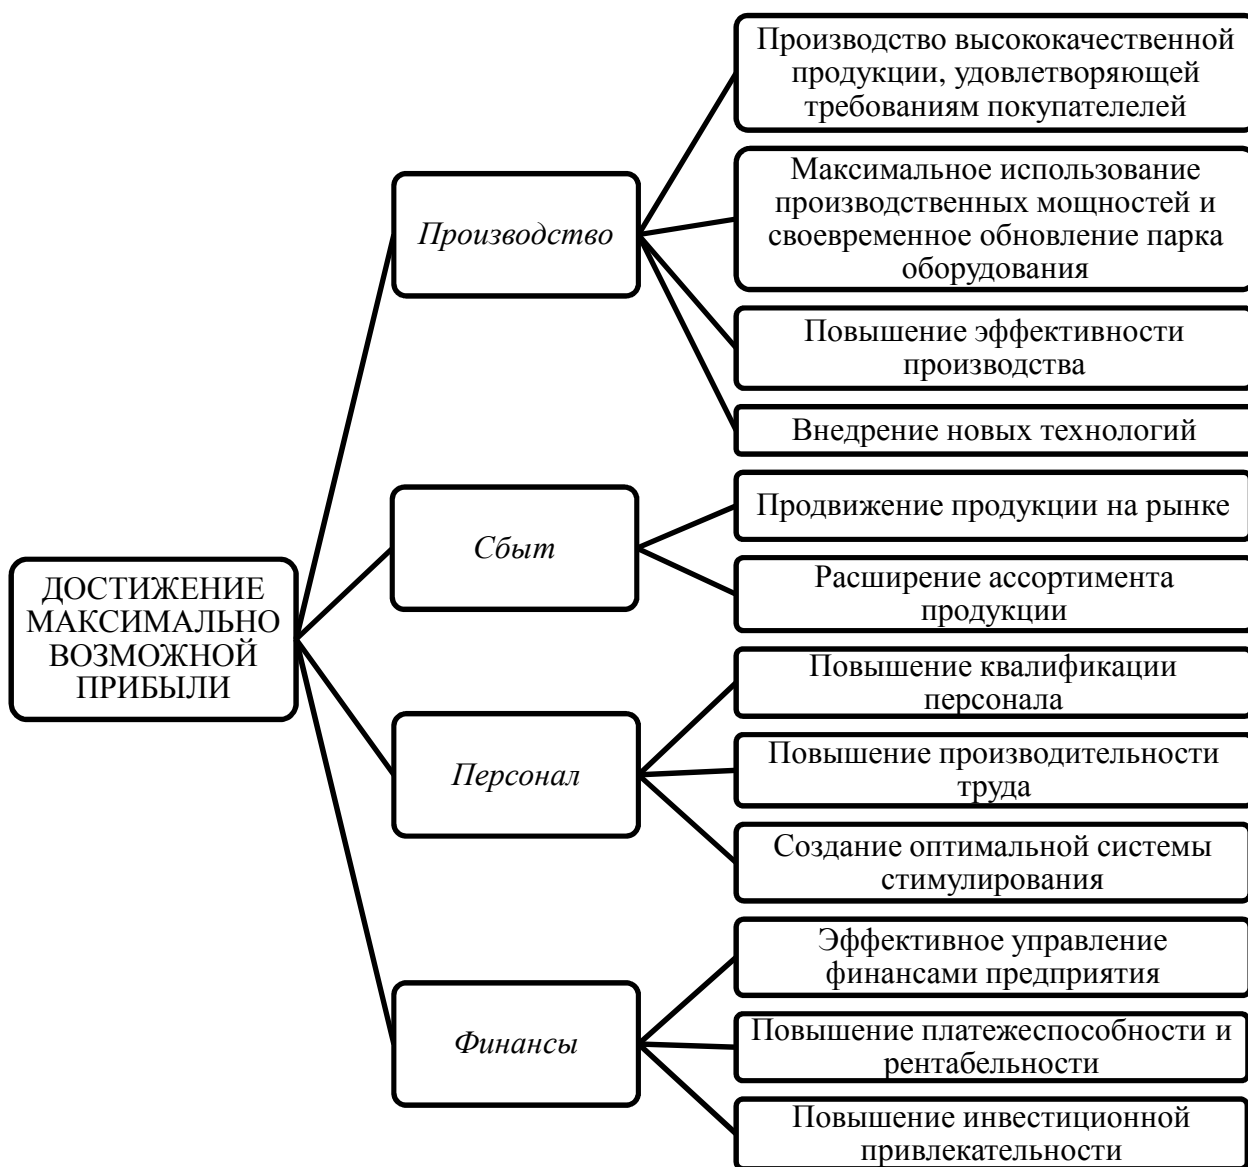 ДОСТИЖЕНИЕ
МАКСИМАЛЬНО
ВОЗМОЖНОЙ
ПРИБЫЛИ
Производство
Производство высококачественной
продукции, удовлетворяющей
требованиям покупателелей
Максимальное использование
производственных мощностей и
своевременное обновление парка
оборудования
Повышение эффективности
производства
Внедрение новых технологий
Сбыт
Продвижение продукции на рынке
Расширение ассортимента
продукции
Персонал
Повышение квалификации
персонала
Повышение производительности
труда
Создание оптимальной системы
стимулирования
Финансы
Эффективное управление
финансами предприятия
Повышение платежеспособности и
рентабельности
Повышение инвестиционной
привлекательности